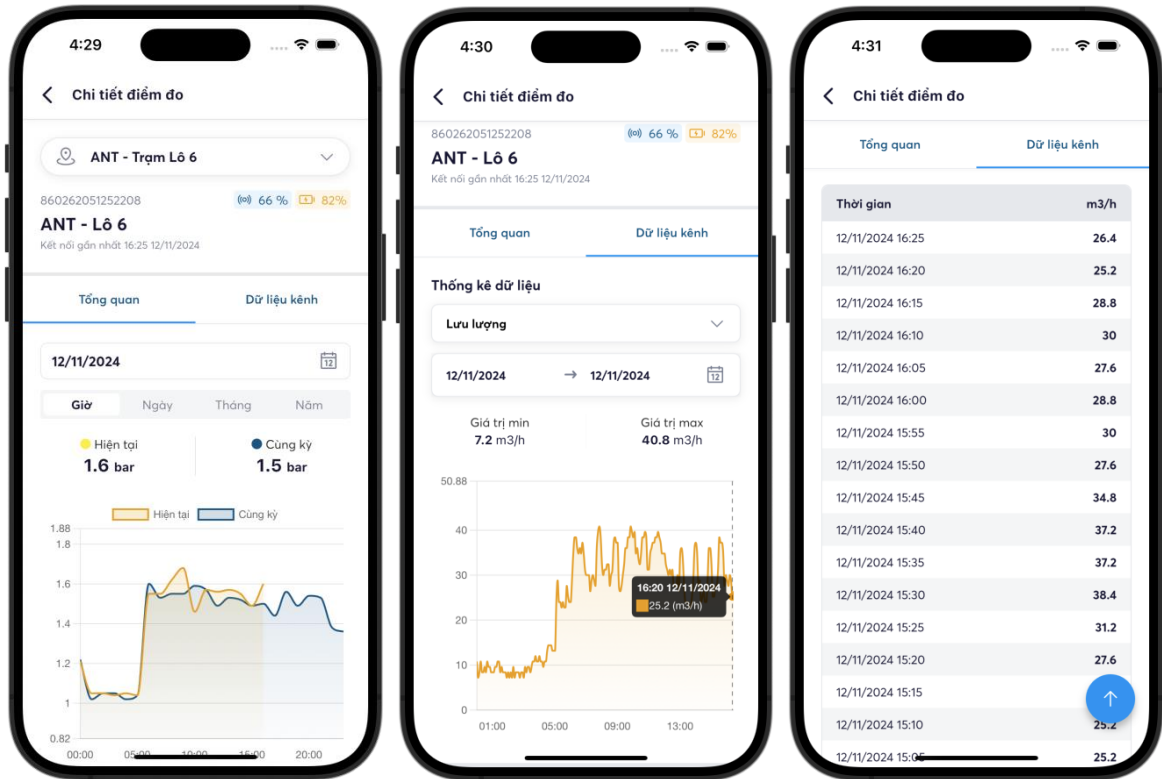 4:29
Chi tiết điểm đo
ANT - Trạm Lô 6
860262051252208
66 %
82%
ANT - Lô 6
Kết nối gần nhất 16:25 12/11/2024
Tổng quan
Dữ liệu kênh
12/11/2024
12
Giờ
Ngày
Tháng
Năm
Hiện tại
1.6 bar
Cùng kỳ
1.5 bar
Hiện tại
Cùng kỳ
1.88
1.8
1.6
1.4
1.2
1
0.82
00:00
05:00
10:00
15:00
20:00
4:30
Chi tiết điểm đo
860262051252208
66 %
82%
ANT - Lô 6
Kết nối gần nhất 16:25 12/11/2024
Tổng quan
Dữ liệu kênh
Thống kê dữ liệu
Lưu lượng
12/11/2024 → 12/11/2024
12
Giá trị min
7.2 m3/h
Giá trị max
40.8 m3/h
50.88
40
30
20
10
0
16:20 12/11/2024
25.2 (m3/h)
01:00
05:00
09:00
13:00
4:31
Chi tiết điểm đo
Tổng quan
Dữ liệu kênh
Thời gian m3/h
12/11/2024 16:25 26.4
12/11/2024 16:20 25.2
12/11/2024 16:15 28.8
12/11/2024 16:10 30
12/11/2024 16:05 27.6
12/11/2024 16:00 28.8
12/11/2024 15:55 30
12/11/2024 15:50 27.6
12/11/2024 15:45 34.8
12/11/2024 15:40 37.2
12/11/2024 15:35 37.2
12/11/2024 15:30 38.4
12/11/2024 15:25 31.2
12/11/2024 15:20 27.6
12/11/2024 15:15
12/11/2024 15:10 25.2
12/11/2024 15:05 25.2